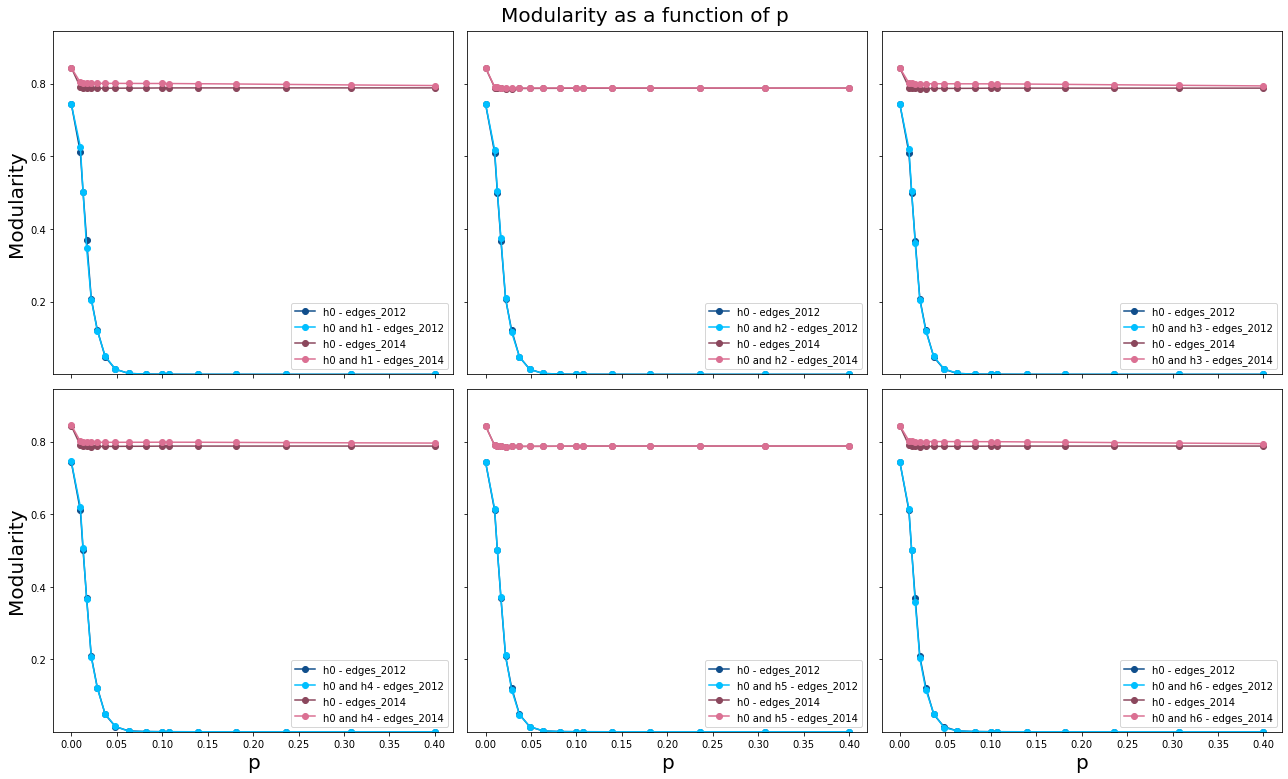 Modularity as a function of p
Modularity
0.8
0.6
0.4
0.2
h0 - edges_2012
h0 and h1 - edges_2012
h0 - edges_2014
h0 and h1 - edges_2014
h0 - edges_2012
h0 and h2 - edges_2012
h0 - edges_2014
h0 and h2 - edges_2014
h0 - edges_2012
h0 and h3 - edges_2012
h0 - edges_2014
h0 and h3 - edges_2014
Modularity
0.8
0.6
0.4
0.2
h0 - edges_2012
h0 and h4 - edges_2012
h0 - edges_2014
h0 and h4 - edges_2014
0.00 0.05 0.10 0.15 0.20 0.25 0.30 0.35 0.40
p
h0 - edges_2012
h0 and h5 - edges_2012
h0 - edges_2014
h0 and h5 - edges_2014
0.00 0.05 0.10 0.15 0.20 0.25 0.30 0.35 0.40
p
h0 - edges_2012
h0 and h6 - edges_2012
h0 - edges_2014
h0 and h6 - edges_2014
0.00 0.05 0.10 0.15 0.20 0.25 0.30 0.35 0.40
p